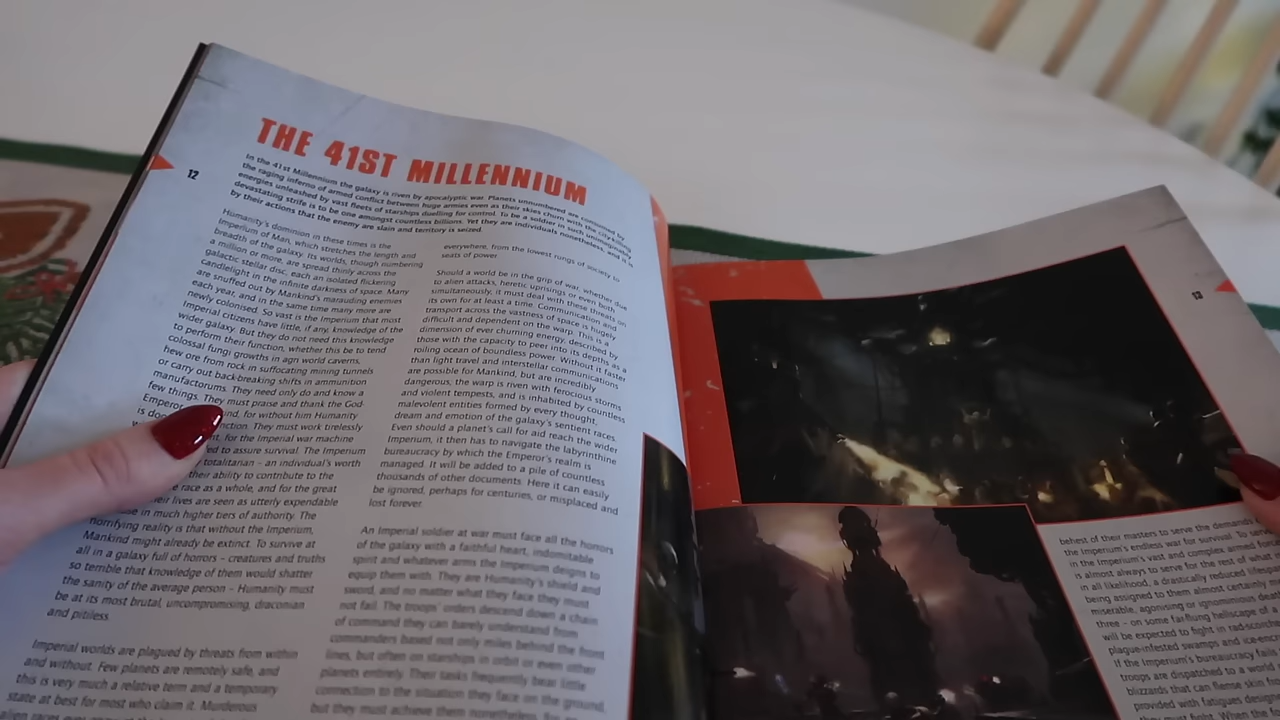 THE 41ST MILLENNIUM
12
In the 41st Millennium the galaxy is riven by apocalyptic war. Planets unnumbered are consumed by
the raging inferno of armed conflict between huge armies even as their skies churn with the city-killing
energies unleashed by vast fleets of starships duelling for control. To be a soldier in such unimaginably
devastating strife is to be one amongst countless billions. Yet they are individuals nonetheless, and it is
by their actions that the enemy are slain and territory is seized.
Humanity's dominion in these times is the
Imperium of Man, which stretches the length and
breadth of the galaxy. Its worlds, though numbering
a million or more, are spread thinly across the
galactic stellar disc, each an isolated flickering
candlelight in the infinite darkness of space. Many
are snuffed out by Mankind's marauding enemies
each year, and in the same time many more are
newly colonised. So vast is the Imperium that most
Imperial citizens have little, if any, knowledge of the
wider galaxy. But they do not need this knowledge
to perform their function, whether this be to tend
colossal fungi growths in agri world caverns,
hew ore from rock in suffocating mining tunnels
or carry out back-breaking shifts in ammunition
manufactorums. They need only do and know a
few things. They must praise and thank the God-
Emperor, for without him Humanity
is
They must work tirelessly
for the Imperial war machine
to assure survival. The Imperium
totalitarian – an individual's worth
their ability to contribute to the
race as a whole, and for the great
lives are seen as utterly expendable
in much higher tiers of authority. The
horrifying reality is that without the Imperium,
Mankind might already be extinct. To survive at
all in a galaxy full of horrors – creatures and truths
so terrible that knowledge of them would shatter
the sanity of the average person – Humanity must
be at its most brutal, uncompromising, draconian
and pitiless.
Imperial worlds are plagued by threats from within
and without. Few planets are remotely safe, and
this is very much a relative term and a temporary
state at best for most who claim it. Murderous
alien races
everywhere, from the lowest rungs of society to
seats of power.
Should a world be in the grip of war, whether due
to alien attacks, heretic uprisings or even both
simultaneously, it must deal with these threats on
its own for at least a time. Communication and
transport across the vastness of space is hugely
difficult and dependent on the warp. This is a
dimension of ever churning energy, described by
those with the capacity to peer into its depths as a
roiling ocean of boundless power. Without it faster
than light travel and interstellar communications
are possible for Mankind, but are incredibly
dangerous, the warp is riven with ferocious storms
and violent tempests, and is inhabited by countless
malevolent entities formed by every thought,
dream and emotion of the galaxy's sentient races.
Even should a planet's call for aid reach the wider
Imperium, it then has to navigate the labyrinthine
bureaucracy by which the Emperor's realm is
managed. It will be added to a pile of countless
thousands of other documents. Here it can easily
be ignored, perhaps for centuries, or misplaced and
lost forever.
An Imperial soldier at war must face all the horrors
of the galaxy with a faithful heart, indomitable
spirit and whatever arms the Imperium deigns to
equip them with. They are Humanity's shield and
sword, and no matter what they face they must
not fail. The troops' orders descend down a chain
of command they can barely understand from
commanders based not only miles behind the front
lines, but often on starships in orbit or even other
planets entirely. Their tasks frequently bear little
connection to the situation they face on the ground,
but they must achieve them nonetheless
13
behest of their masters to serve the demands
the Imperium's endless war for survival. To serve
in the Imperium's vast and complex armed
is almost always to serve for the rest of
in all likelihood, a drastically reduced lifespan
being assigned to them almost certainly
miserable, agonising or ignominious death
three – on some far-flung hellscape of a
will be expected to fight in rad-scorched
plague-infested swamps and
If the Imperium's bureaucracy fails
troops are dispatched to a world
blizzards that can flense skin from
provided with fatigues designed
When the